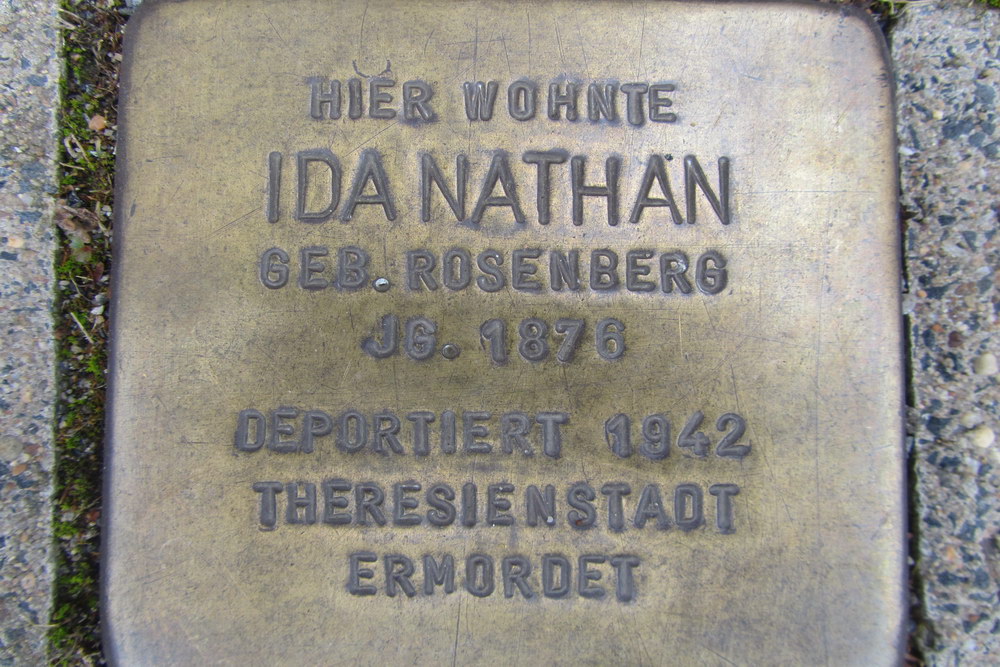 HIER WOHNTE
IDA NATHAN
GEB. ROSENBERG
JG. 1876
DEPORTIERT 1942
THERESIENSTADT
ERMORDET